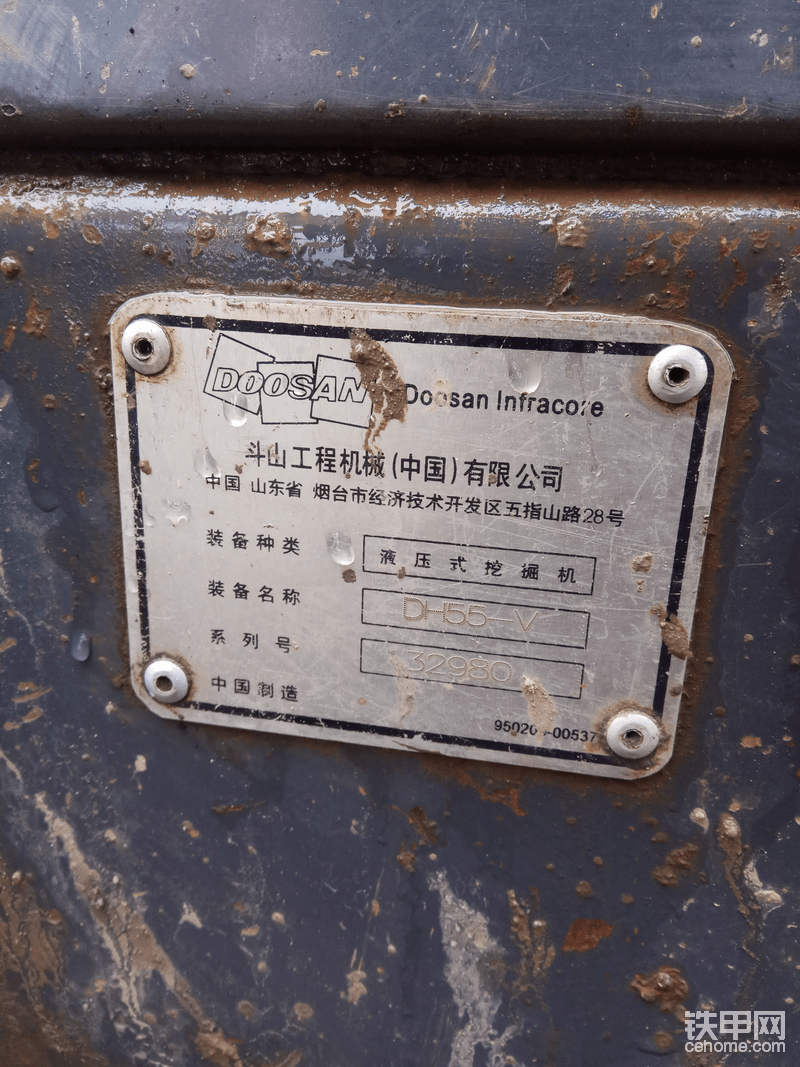 DOOSAN Doosan Infracore
斗山工程机械(中国)有限公司
中国 山东省 烟台市经济技术开发区五指山路28号
装备种类 液压式挖掘机
装备名称 DH55-V
系列号 32980
中国制造
95020 -00537
铁甲网
cehome.com